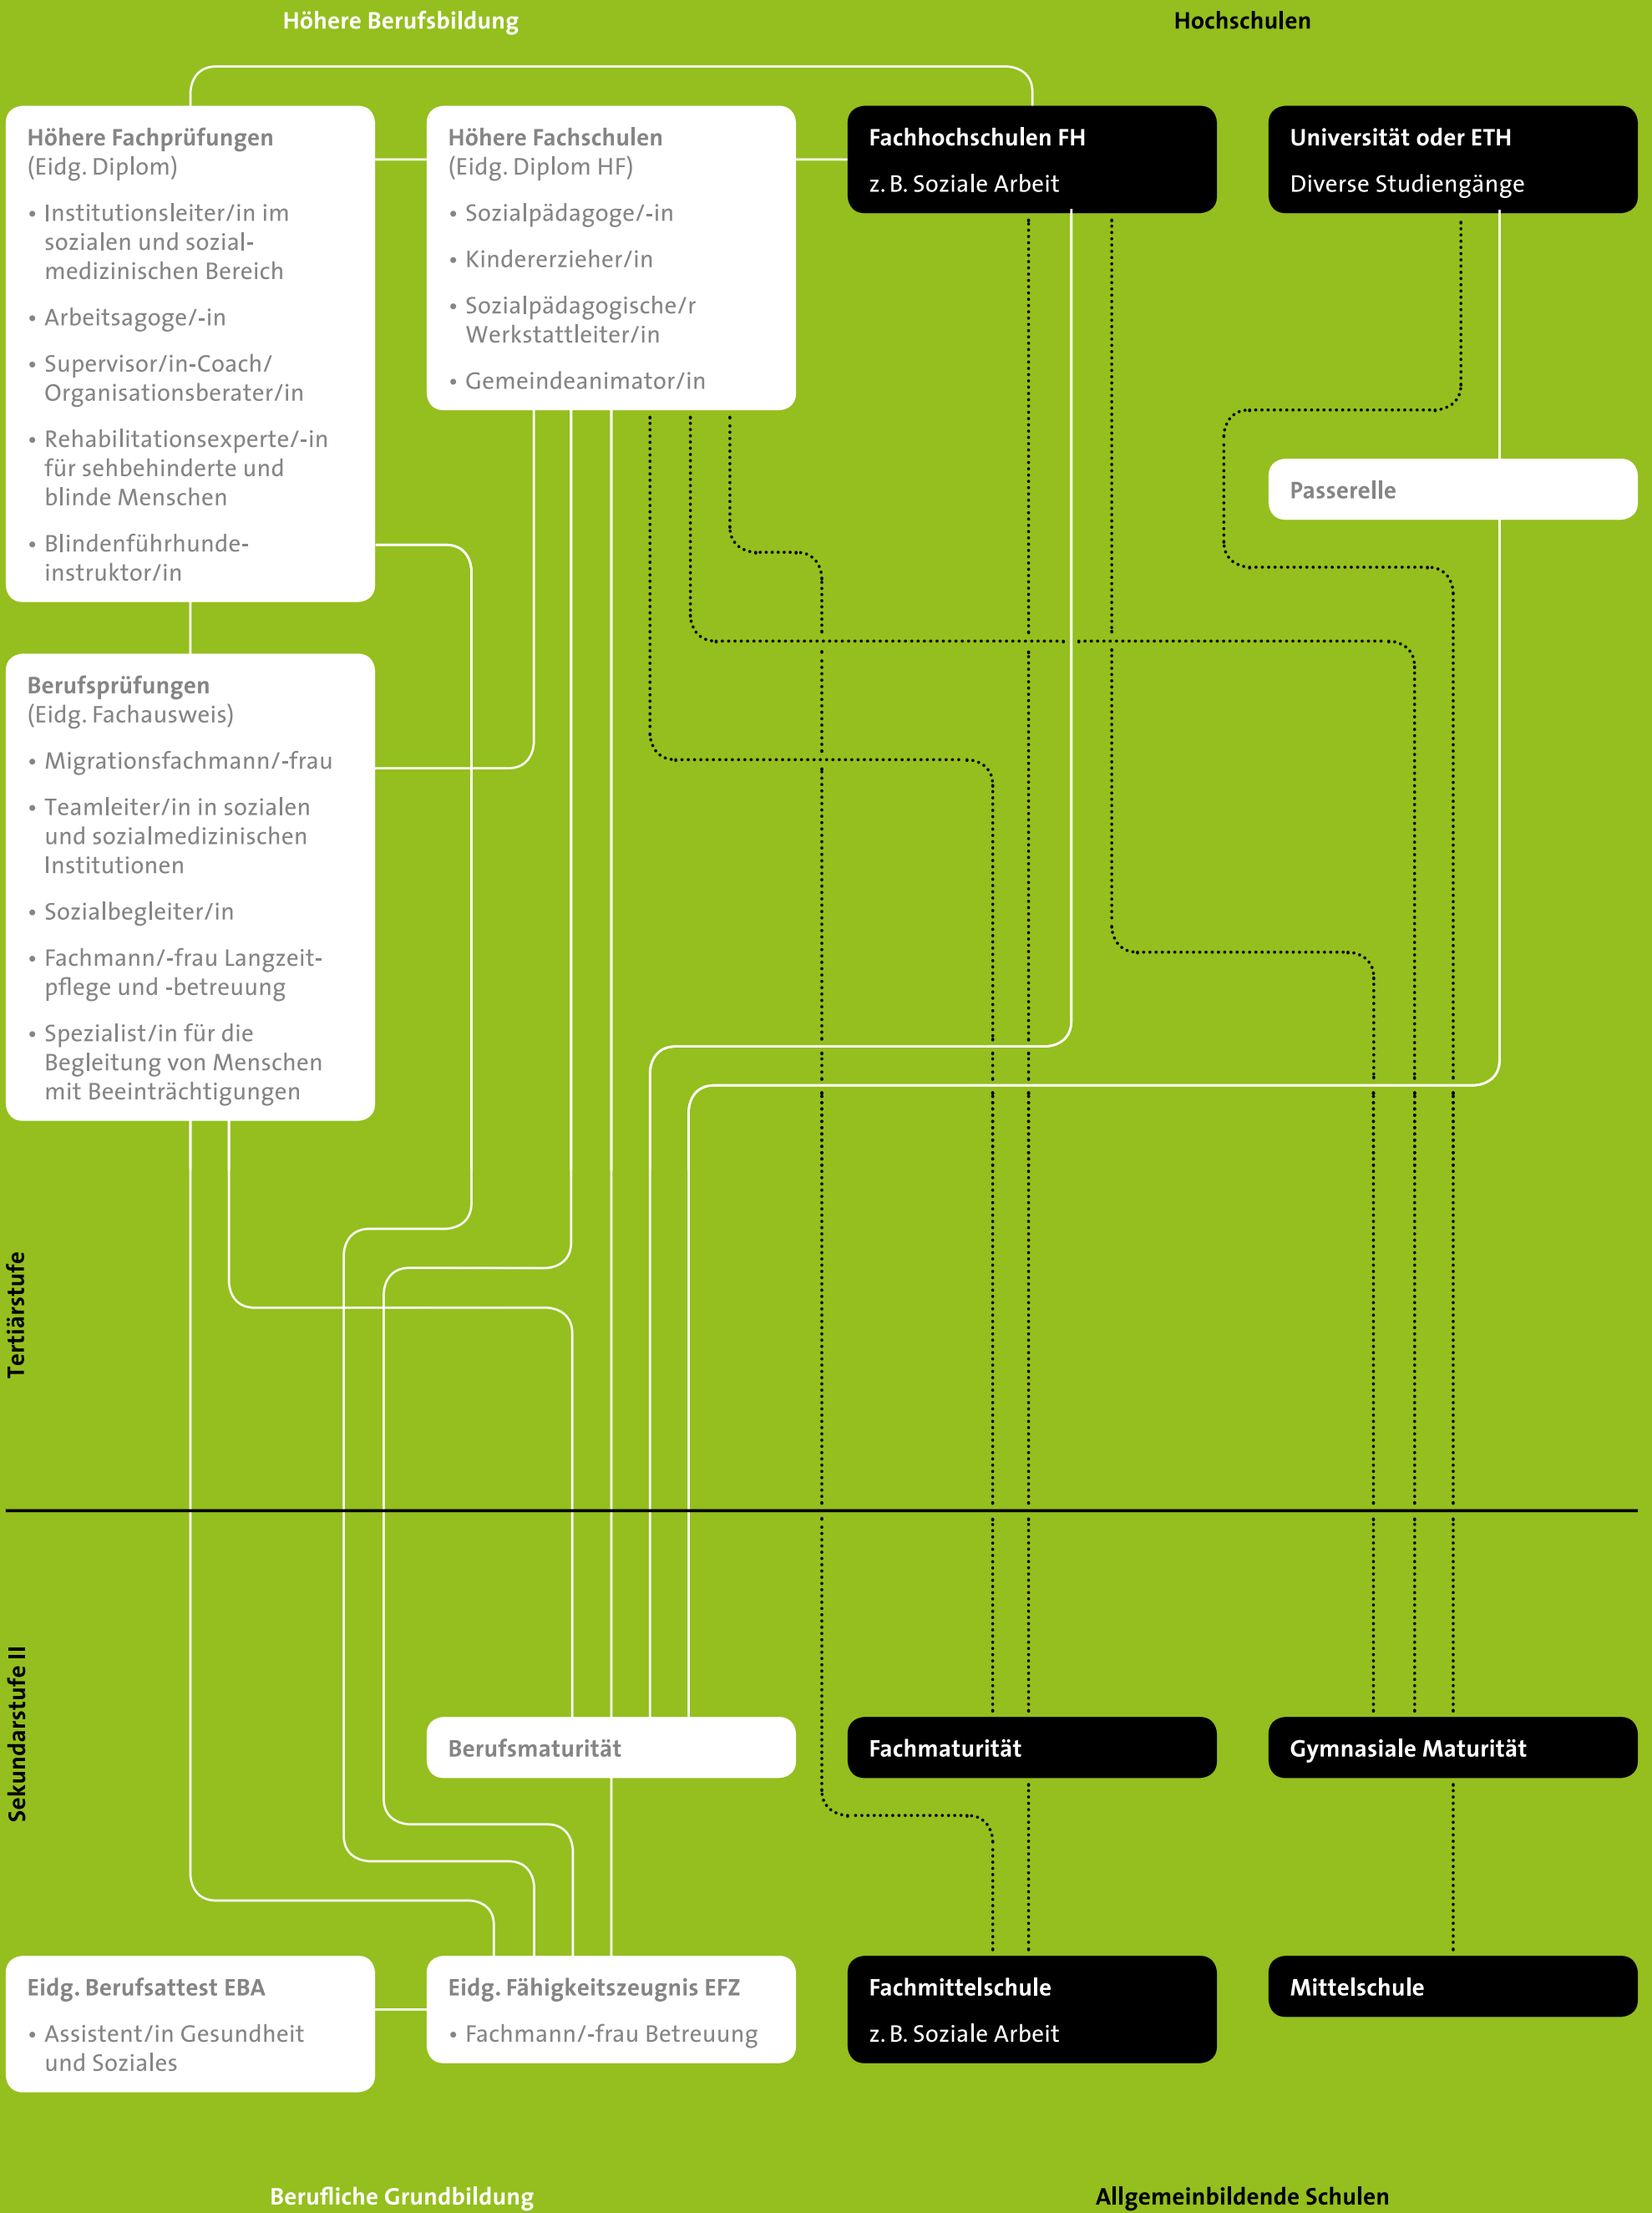 Höhere Berufsbildung
Hochschulen
Höhere Fachprüfungen
(Eidg. Diplom)
• Institutionsleiter/in im
sozialen und sozial-
medizinischen Bereich
• Arbeitsagoge/-in
• Supervisor/in-Coach/
Organisationsberater/in
• Rehabilitationsexperte/-in
für sehbehinderte und
blinde Menschen
• Blindenführhunde-
instruktor/in
Höhere Fachschulen
(Eidg. Diplom HF)
• Sozialpädagoge/-in
• Kindererzieher/in
• Sozialpädagogische/r
Werkstattleiter/in
• Gemeindeanimator/in
Fachhochschulen FH
z. B. Soziale Arbeit
Universität oder ETH
Diverse Studiengänge
Passerelle
Berufsprüfungen
(Eidg. Fachausweis)
• Migrationsfachmann/-frau
• Teamleiter/in in sozialen
und sozialmedizinischen
Institutionen
• Sozialbegleiter/in
• Fachmann/-frau Langzeit-
pflege und -betreuung
• Spezialist/in für die
Begleitung von Menschen
mit Beeinträchtigungen
Tertiärstufe
Sekundarstufe II
Berufsmaturität
Fachmaturität
Gymnasiale Maturität
Eidg. Berufsattest EBA
• Assistent/in Gesundheit
und Soziales
Eidg. Fähigkeitszeugnis EFZ
• Fachmann/-frau Betreuung
Fachmittelschule
z. B. Soziale Arbeit
Mittelschule
Berufliche Grundbildung
Allgemeinbildende Schulen